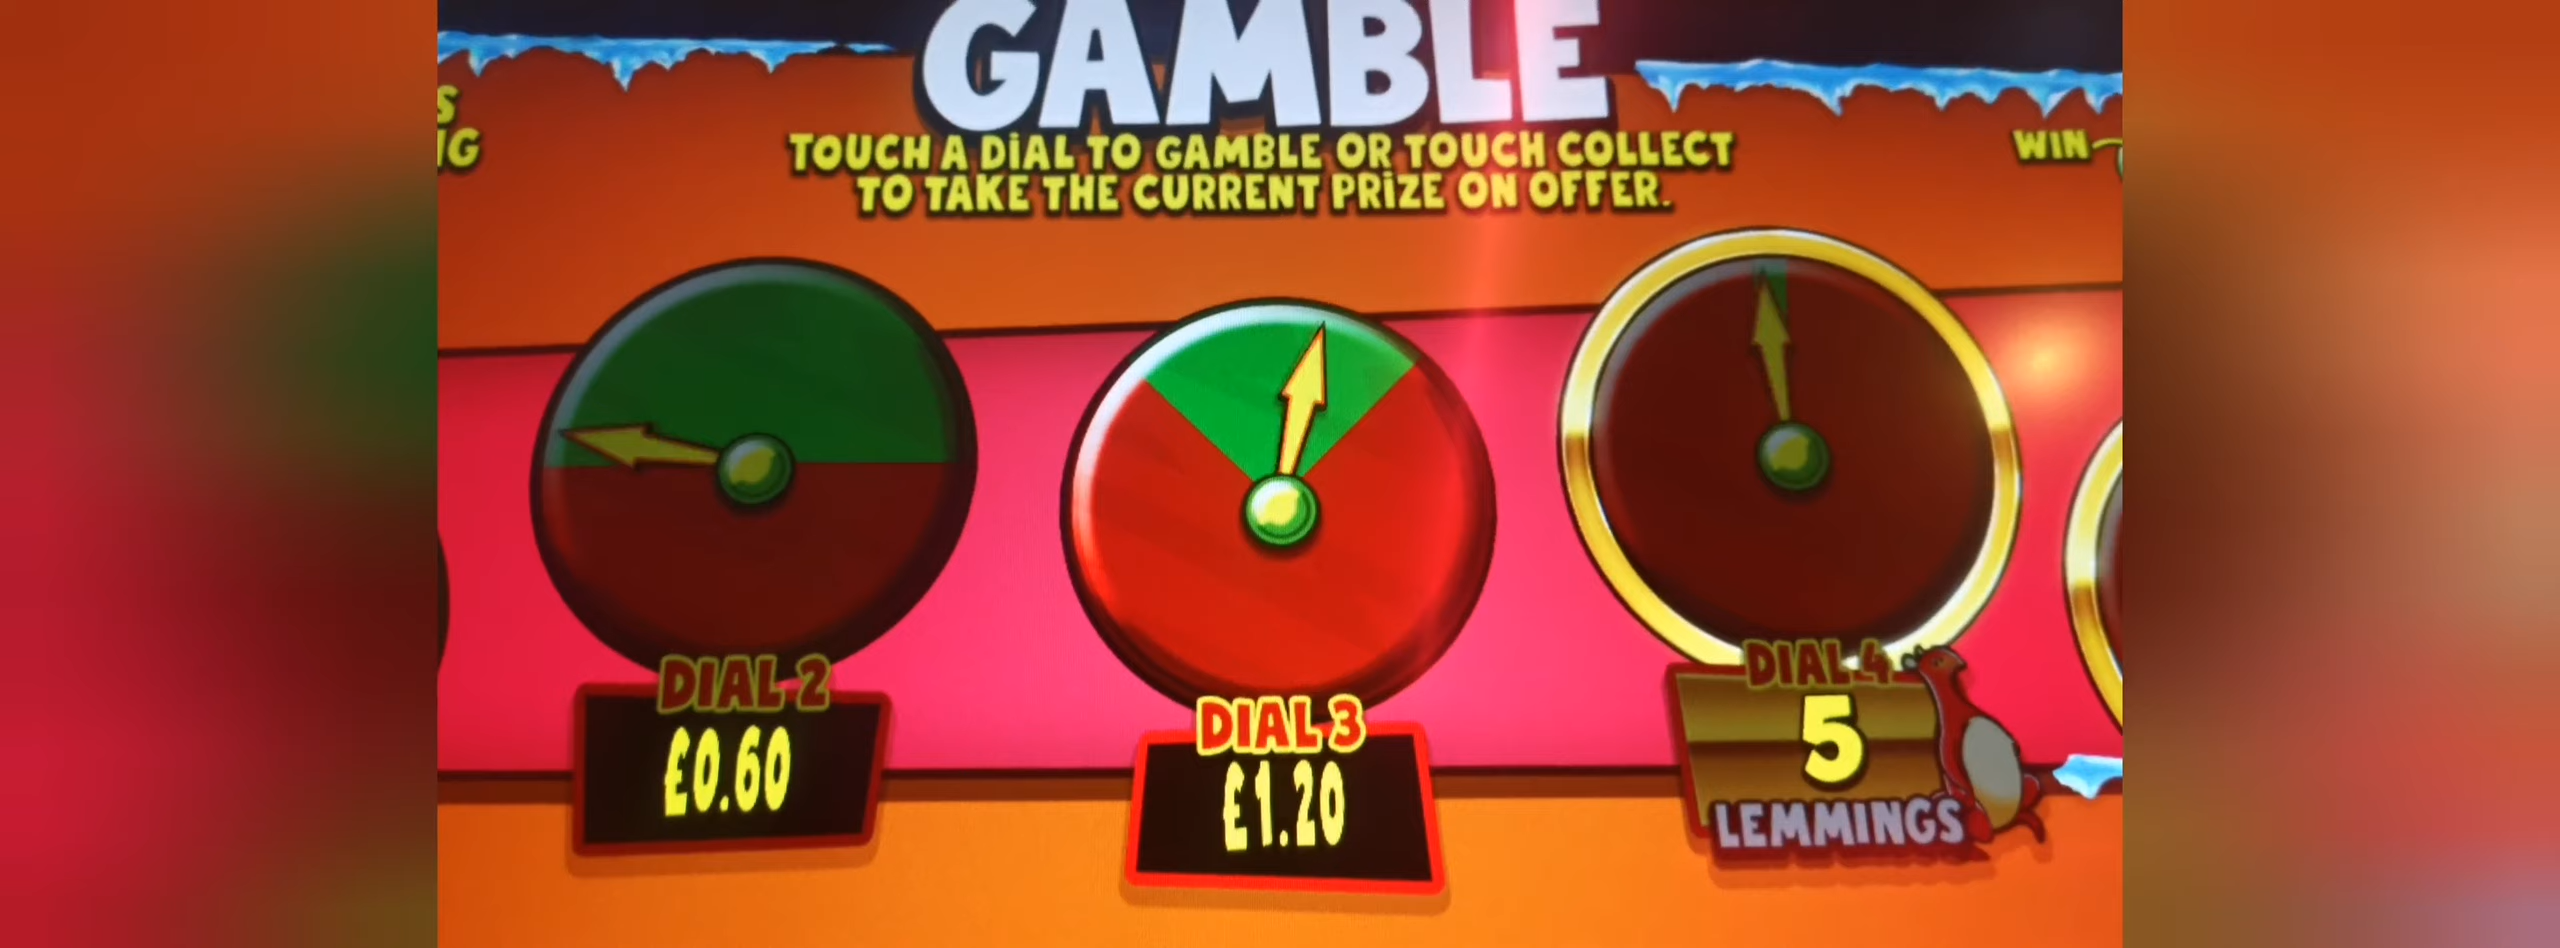 GAMBLE
TOUCH A DIAL TO GAMBLE OR TOUCH COLLECT
TO TAKE THE CURRENT PRIZE ON OFFER.
WIN
DIAL 2
£0.60
DIAL 3
£1.20
DIAL 4
5
LEMMINGS